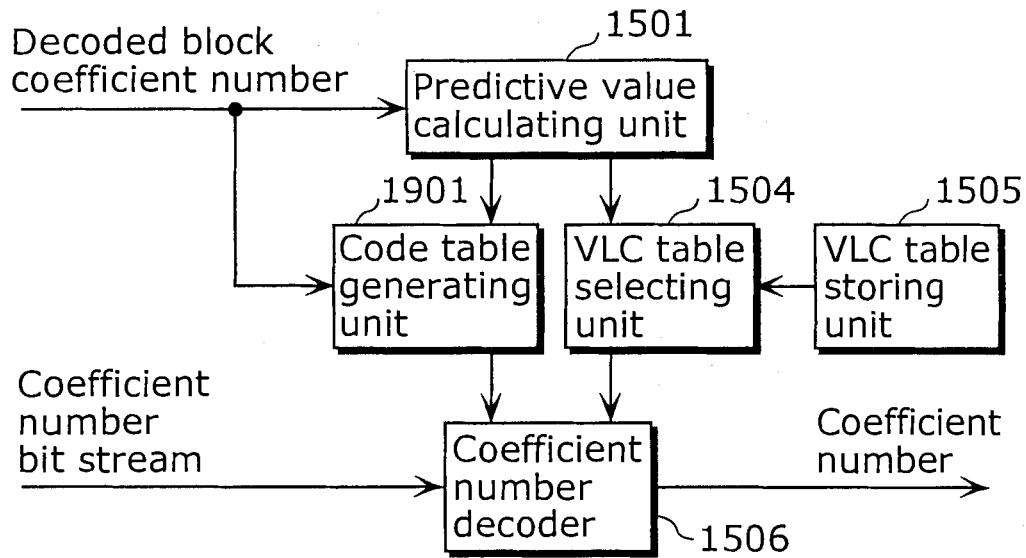 Decoded block
coefficient number
1501
Predictive value
calculating unit
1901
Code table
generating
unit
1504
VLC table
selecting
unit
1505
VLC table
storing
unit
Coefficient
number
bit stream
Coefficient
number
decoder
1506
Coefficient
number